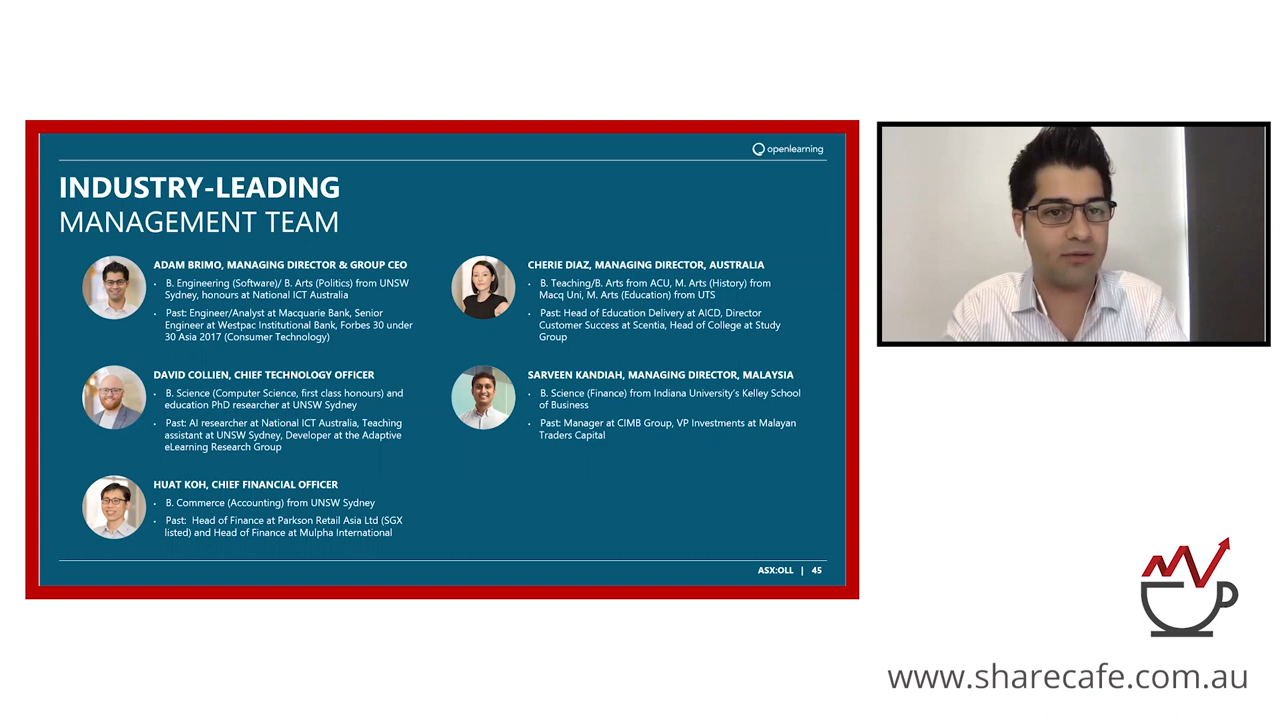 openlearning
INDUSTRY-LEADING
MANAGEMENT TEAM
ADAM BRIMO, MANAGING DIRECTOR & GROUP CEO
• B. Engineering (Software)/ B. Arts (Politics) from UNSW
Sydney, honours at National ICT Australia
• Past: Engineer/Analyst at Macquarie Bank, Senior
Engineer at Westpac Institutional Bank, Forbes 30 under
30 Asia 2017 (Consumer Technology)
DAVID COLLIEN, CHIEF TECHNOLOGY OFFICER
• B. Science (Computer Science, first class honours) and
education PhD researcher at UNSW Sydney
• Past: AI researcher at National ICT Australia, Teaching
assistant at UNSW Sydney, Developer at the Adaptive
eLearning Research Group
HUAT KOH, CHIEF FINANCIAL OFFICER
• B. Commerce (Accounting) from UNSW Sydney
• Past: Head of Finance at Parkson Retail Asia Ltd (SGX
listed) and Head of Finance at Mulpha International
CHERIE DIAZ, MANAGING DIRECTOR, AUSTRALIA
• B. Teaching/B. Arts from ACU, M. Arts (History) from
Macq Uni, M. Arts (Education) from UTS
• Past: Head of Education Delivery at AICD, Director
Customer Success at Scentia, Head of College at Study
Group
SARVEEN KANDIAH, MANAGING DIRECTOR, MALAYSIA
• B. Science (Finance) from Indiana University's Kelley School
of Business
• Past: Manager at CIMB Group, VP Investments at Malayan
Traders Capital
ASX:OLL | 45
www.sharecafe.com.au